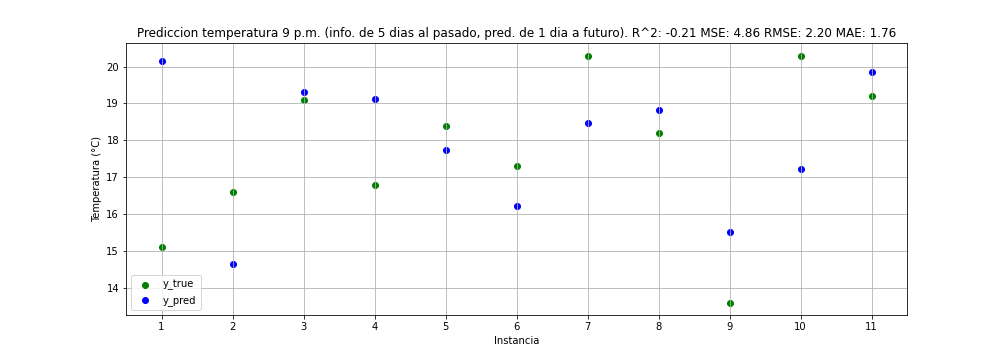 Prediccion temperatura 9 p.m. (info. de 5 dias al pasado, pred. de 1 dia a futuro). R^2: -0.21 MSE: 4.86 RMSE: 2.20 MAE: 1.76
20
19
18
17
16
15
14
Temperatura (°C)
y_true
y_pred
1 2 3 4 5 6 7 8 9 10 11
Instancia